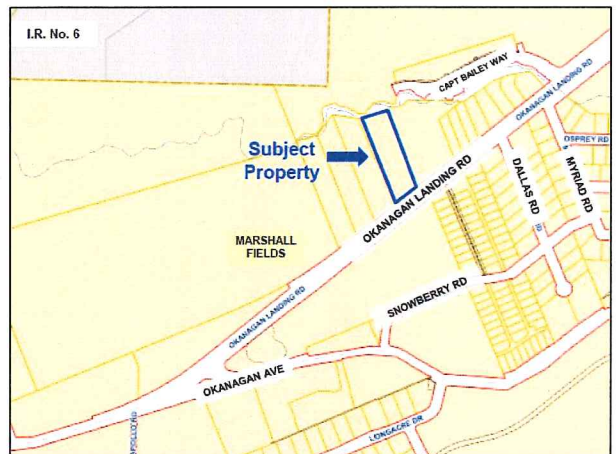 I.R. No. 6
CAPT BAILEY WAY
OKANAGAN LANDING RD
OSPREY RD
Subject
Property
DALLAS RD
MYRIAD RD
OKANAGAN LANDING RD
MARSHALL
FIELDS
SNOWBERRY RD
OKANAGAN LANDING RD
OKANAGAN AVE
LONGACRE DR